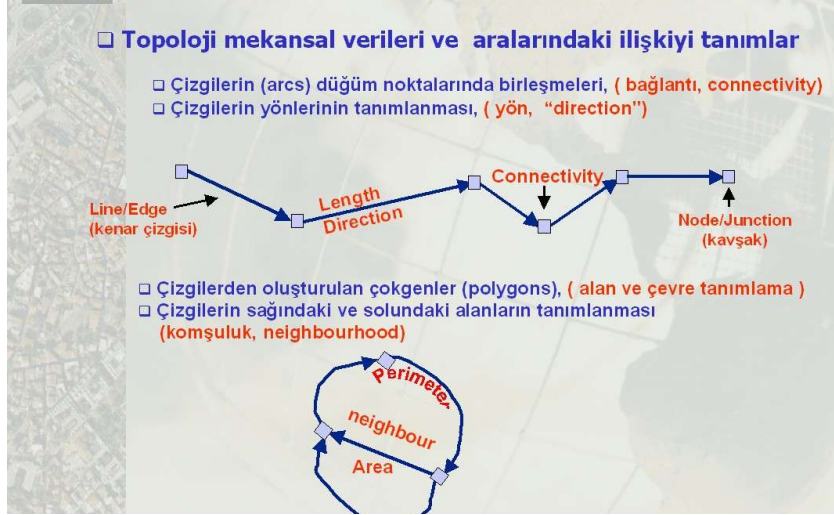 Topoloji mekansal verileri ve aralarındaki ilişkiyi tanımlar
Çizgilerin (arcs) düğüm noktalarında birleşmeleri, ( bağlantı, connectivity)
Çizgilerin yönlerinin tanımlanması, ( yön, “direction”)
Line/Edge
(kenar çizgisi)
Length
Direction
Connectivity
Node/Junction
(kavşak)
Çizgilerden oluşturulan çokgenler (polygons), ( alan ve çevre tanımlama )
Çizgilerin sağındaki ve solundaki alanların tanımlanması
(komşuluk, neighbourhood)
Perimeter
neighbour
Area